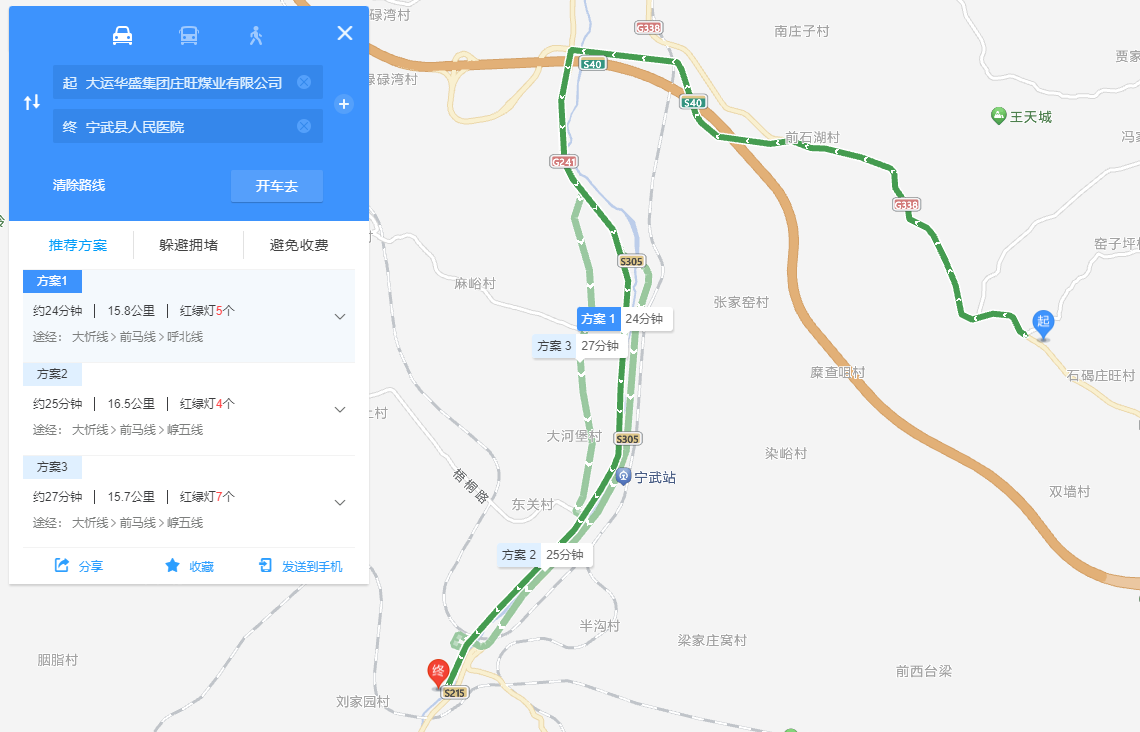 起 大运华盛集团庄旺煤业有限公司
终 宁武县人民医院
清除路线
开车去
推荐方案
躲避拥堵
避免收费
方案1
约24分钟 | 15.8公里 | 红绿灯5个
途经: 大忻线>前马线>呼北线
方案2
约25分钟 | 16.5公里 | 红绿灯4个
途经: 大忻线>前马线>崞五线
方案3
约27分钟 | 15.7公里 | 红绿灯7个
途经: 大忻线>前马线>崞五线
分享
收藏
发送到手机
碌湾村
G338
南庄子村
S40
碌碌湾村
S40
王天城
前石湖村
G241
G338
S305
麻峪村
张家窑村
方案 1 24分钟
起
方案 3 27分钟
石碣庄旺村
大河堡村
S305
染峪村
宁武站
梧桐路
双墙村
东关村
方案 2 25分钟
半沟村
梁家庄窝村
胭脂村
前西台梁
终
S215
刘家园村